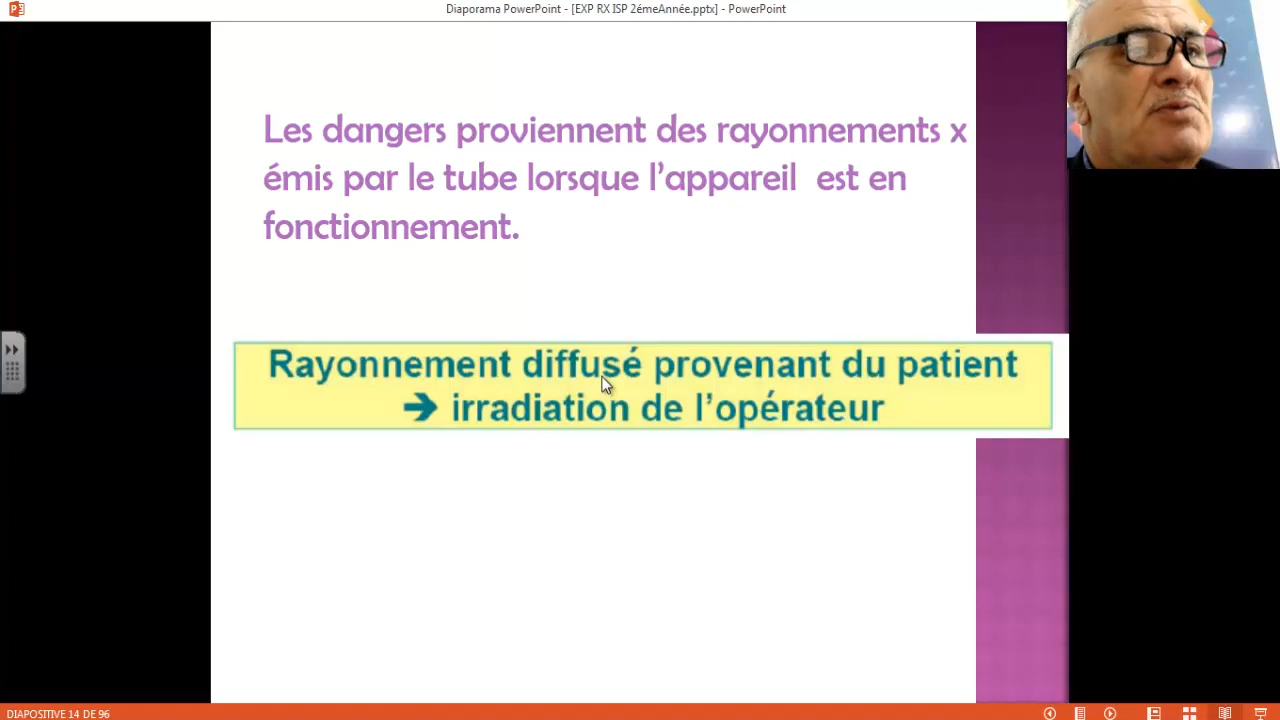 Diaporama PowerPoint - [EXP RX ISP 2émeAnnée.pptx] - PowerPoint
Les dangers proviennent des rayonnements x
émis par le tube lorsque l’appareil est en
fonctionnement.
Rayonnement diffusé provenant du patient
➔ irradiation de l’opérateur
DIAPOSITIVE 14 DE 96